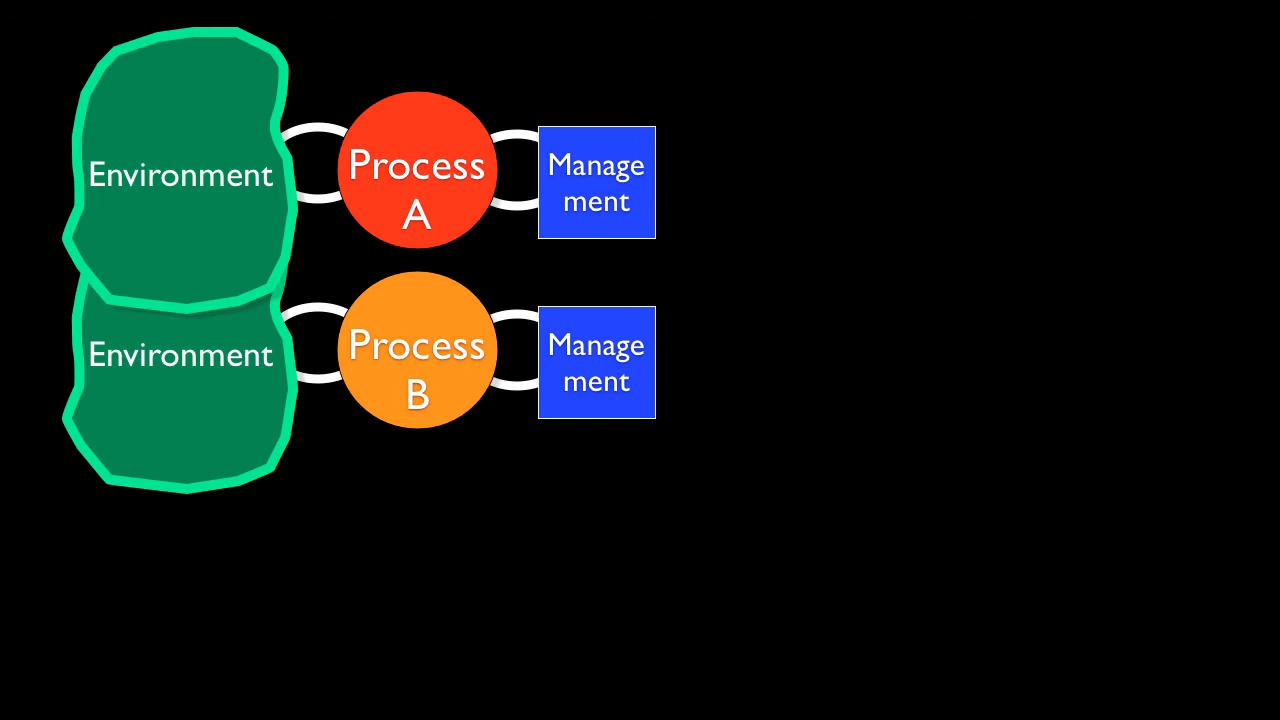 Environment
Process
A
Manage
ment
Environment
Process
B
Manage
ment